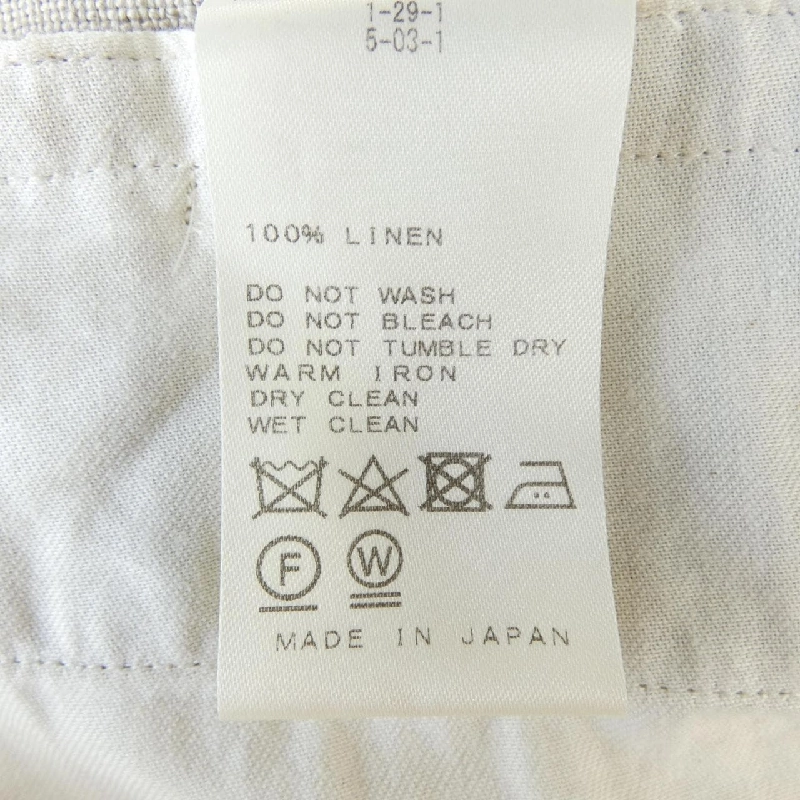 1-29-1
5-03-1
100% LINEN
DO NOT WASH
DO NOT BLEACH
DO NOT TUMBLE DRY
WARM IRON
DRY CLEAN
WET CLEAN
F W
MADE IN JAPAN